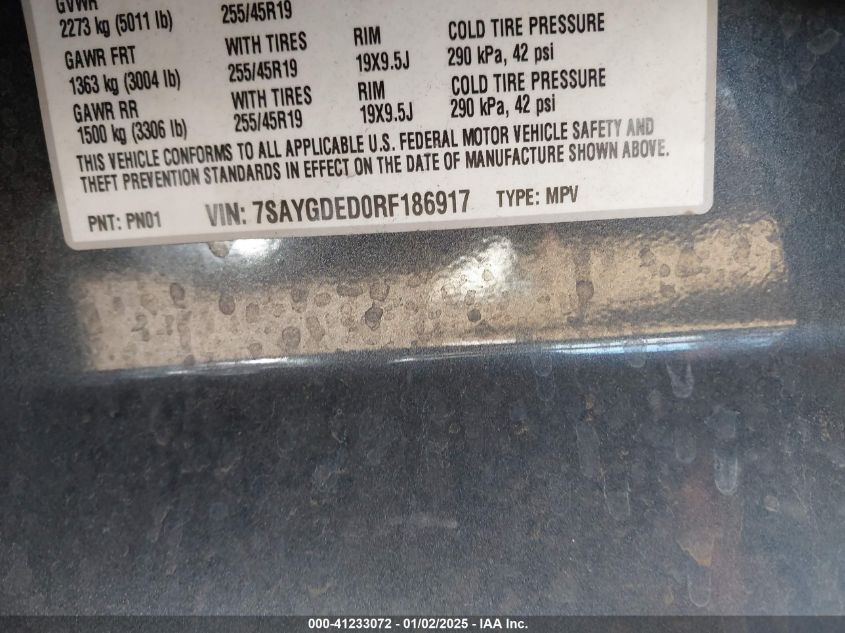 GVWR
2273 kg (5011 lb) 255/45R19
GAWR FRT WITH TIRES RIM COLD TIRE PRESSURE
1363 kg (3004 lb) 255/45R19 19X9.5J 290 kPa, 42 psi
GAWR RR WITH TIRES RIM COLD TIRE PRESSURE
1500 kg (3306 lb) 255/45R19 19X9.5J 290 kPa, 42 psi
THIS VEHICLE CONFORMS TO ALL APPLICABLE U.S. FEDERAL MOTOR VEHICLE SAFETY AND
THEFT PREVENTION STANDARDS IN EFFECT ON THE DATE OF MANUFACTURE SHOWN ABOVE.
PNT: PN01 VIN: 7SAYGDED0RF186917 TYPE: MPV
000-41233072 - 01/02/2025 - IAA Inc.